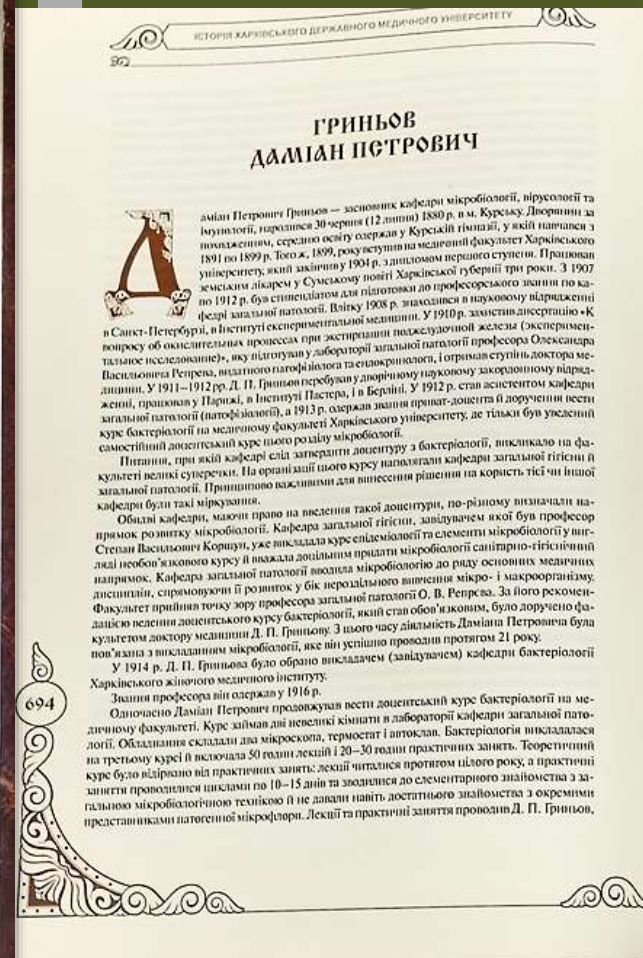 ІСТОРІЯ ХАРКІВСЬКОГО ДЕРЖАВНОГО МЕДИЧНОГО УНІВЕРСИТЕТУ
ГРИНЬОВ
ДАМІАН ПЕТРОВИЧ
Даміан Петрович Гриньов — засновник кафедри мікробіології, вірусології та
імунології, народився 30 червня (12 липня) 1880 р. в м. Курську. Дворянин за
походженням, середню освіту одержав у Курській гімназії, у якій навчався з
1891 по 1899 р. Того ж, 1899, року вступив на медичний факультет Харківського
університету, який закінчив у 1904 р. з дипломом першого ступеня. Працював
земським лікарем у Сумському повіті Харківської губернії три роки. З 1907
по 1912 р. був стипендіатом для підготовки до професорського звання по ка-
федрі загальної патології. Влітку 1908 р. знаходився в науковому відрядженні
в Санкт-Петербурзі, в Інституті експериментальної медицини. У 1910 р. захистив дисертацію «К
вопросу об окислительных процессах при экстирпации поджелудочной железы (эксперимен-
тальное исследование)», яку підготував у лабораторії загальної патології професора Олександра
Васильовича Репрева, видатного патофізіолога та ендокринолога, і отримав ступінь доктора ме-
дицини. У 1911–1912 рр. Д. П. Гриньов перебував у дворічному науковому закордонному відряд-
женні, працював у Парижі, в Інституті Пастера, і в Берліні. У 1912 р. став асистентом кафедри
загальної патології (патофізіології), а 1913 р. одержав звання приват-доцента й доручення вести
курс бактеріології на медичному факультеті Харківського університету, де тільки був уведений
самостійний доцентський курс цього розділу мікробіології.
Питання, при якій кафедрі слід затвердити доцентуру з бактеріології, викликало на фа-
культеті великі суперечки. На організації цього курсу наполягали кафедри загальної гігієни й
загальної патології. Принципово важливими для винесення рішення на користь тієї чи іншої
кафедри були такі міркування.
Обидві кафедри, маючи право на введення такої доцентури, по-різному визначали на-
прямок розвитку мікробіології. Кафедра загальної гігієни, завідувачем якої був професор
Степан Васильович Коршун, уже викладала курс епідеміології та елементи мікробіології у виг-
ляді необов’язкового курсу й вважала доцільним придати мікробіології санітарно-гігієнічний
напрямок. Кафедра загальної патології вводила мікробіологію до ряду основних медичних
дисциплін, спрямовуючи її розвиток у бік нероздільного вивчення мікро- і макроорганізму.
Факультет прийняв точку зору професора загальної патології О. В. Репрєва. За його рекомен-
дацією ведення доцентського курсу бактеріології, який став обов’язковим, було доручено фа-
культетом доктору медицини Д. П. Гриньову. З цього часу діяльність Даміана Петровича була
пов’язана з викладанням мікробіології, яке він успішно проводив протягом 21 року.
У 1914 р. Д. П. Гриньова було обрано викладачем (завідувачем) кафедри бактеріології
Харківського жіночого медичного інституту.
Звання професора він одержав у 1916 р.
Одночасно Даміан Петрович продовжував вести доцентський курс бактеріології на ме-
дичному факультеті. Курс займав дві невеликі кімнати в лабораторії кафедри загальної пато-
логії. Обладнання складали два мікроскопа, термостат і автоклав. Бактеріологія викладалася
на третьому курсі й включала 50 годин лекцій і 20–30 годин практичних занять. Теоретичний
курс було відірвано від практичних занять: лекції читалися протягом цілого року, а практичні
заняття проводилися циклами по 10–15 днів та зводилися до елементарного знайомства з за-
гальною мікробіологічною технікою й не давали навіть достатнього знайомства з окремими
представниками патогенної мікрофлори. Лекції та практичні заняття проводив Д. П. Гриньов,
694